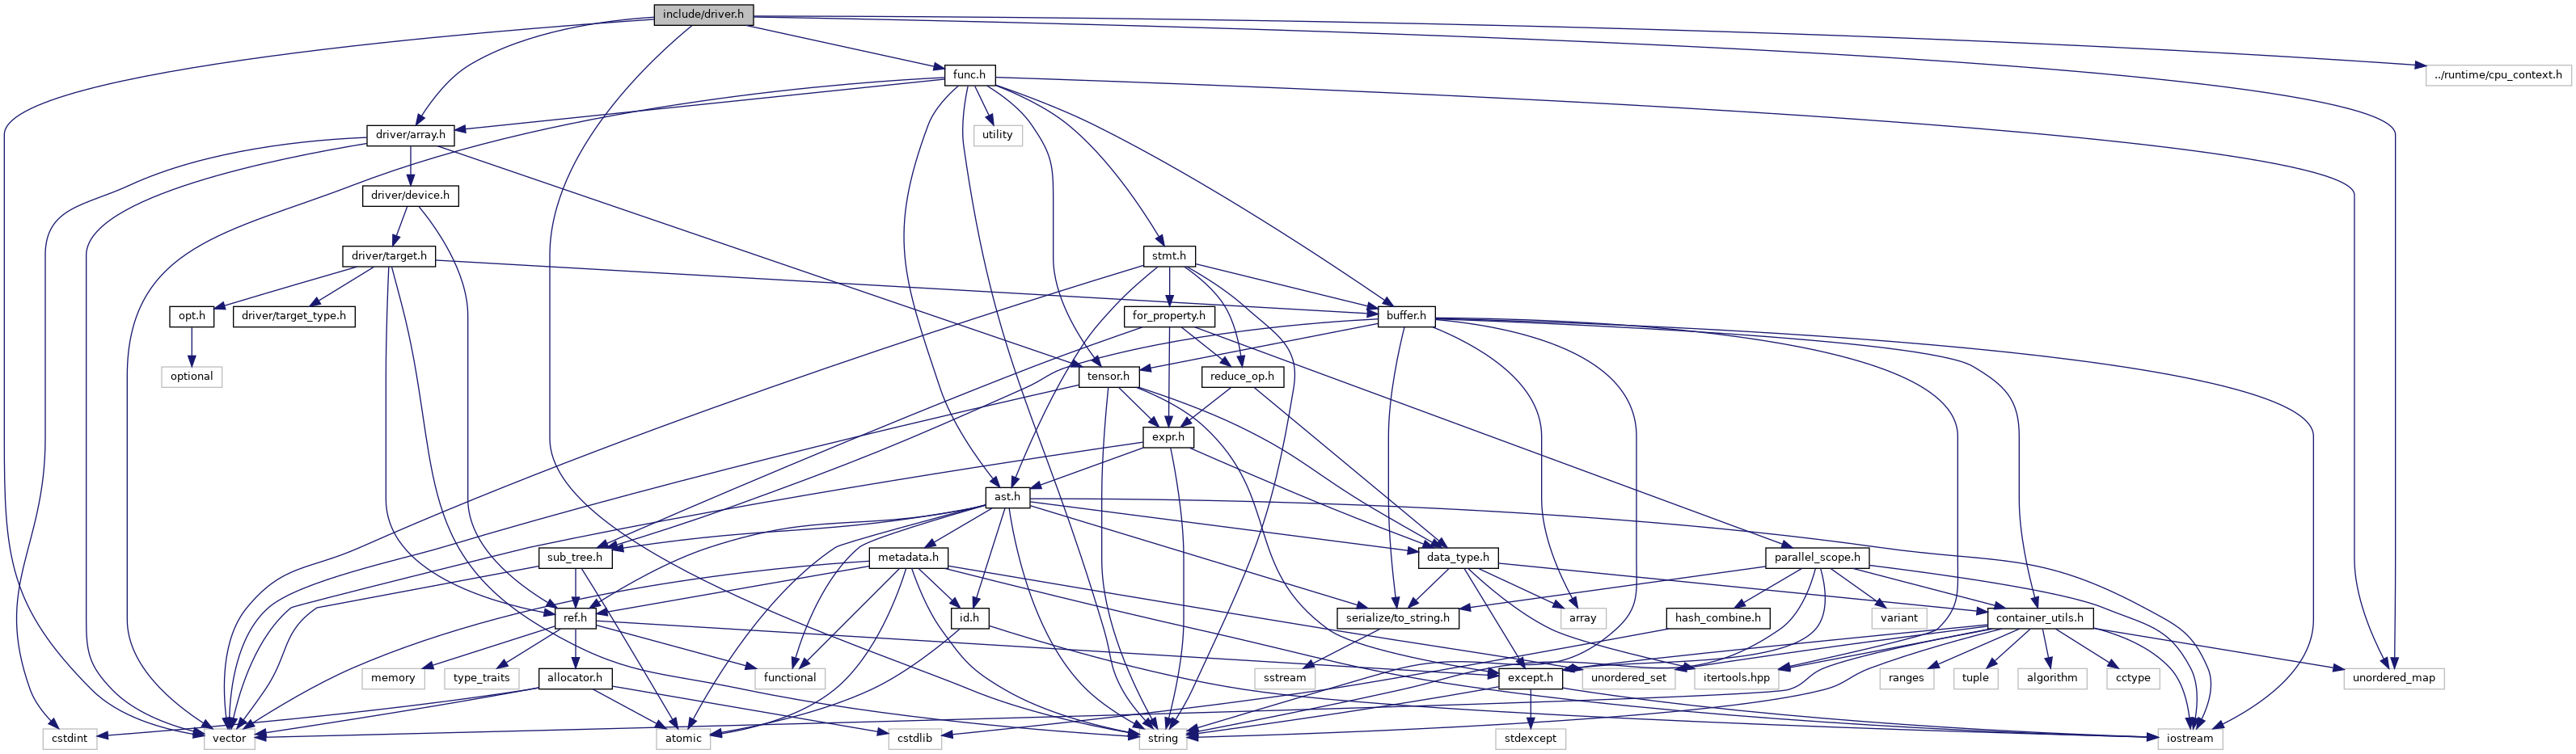 include/driver.h
func.h
../runtime/cpu_context.h
driver/array.h
utility
driver/device.h
driver/target.h
stmt.h
opt.h
driver/target_type.h
for_property.h
buffer.h
optional
tensor.h
reduce_op.h
expr.h
ast.h
sub_tree.h
metadata.h
data_type.h
parallel_scope.h
ref.h
id.h
serialize/to_string.h
array
hash_combine.h
variant
container_utils.h
memory
type_traits
allocator.h
functional
sstream
except.h
unordered_set
itertools.hpp
ranges
tuple
algorithm
cctype
unordered_map
cstdint
vector
atomic
cstdlib
string
stdexcept
iostream